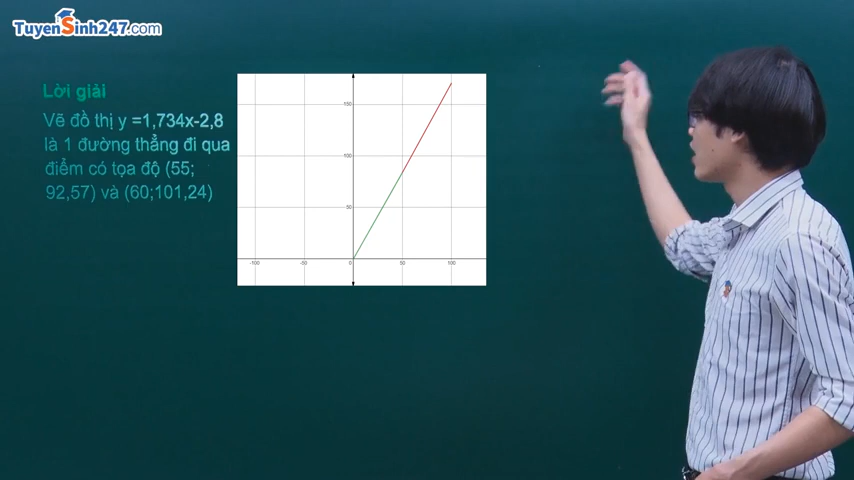 TuyenSinh247.com
Lời giải
Vẽ đồ thị y =1,734x-2,8
là 1 đường thẳng đi qua
điểm có tọa độ (55;
92,57) và (60;101,24)
150
100
50
-100 -50 0 50 100